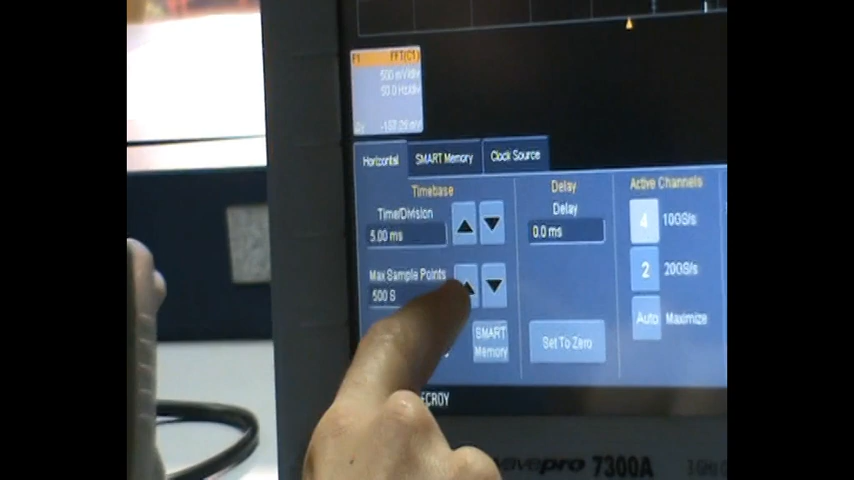 F1 FFT(C1)
500 mV/div
50.0 Hz/div
Horizontal SMART Memory Clock Source
Timebase
Time/Division
5.00 ms
Max Sample Points
500 S
SMART
Memory
Delay
Delay
0.0 ms
Set To Zero
Active Channels
4 10GS/s
2 20GS/s
Auto Maximize
ECROY
wavepro 7300A